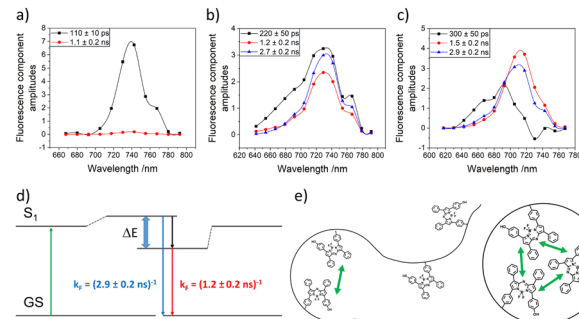 a)
b)
c)
110 ± 10 ps
1.1 ± 0.2 ns
220 ± 50 ps
1.2 ± 0.2 ns
2.7 ± 0.2 ns
300 ± 50 ps
1.5 ± 0.2 ns
2.9 ± 0.2 ns
Fluorescence component
amplitudes
8
7
6
5
4
3
2
1
0
-1
660 680 700 720 740 760 780 800
Wavelength /nm
Fluorescence component
amplitudes
5
4
3
2
1
0
620 640 660 680 700 720 740 760 780 800
Wavelength /nm
Fluorescence component
amplitudes
5
4
3
2
1
0
-1
600 620 640 660 680 700 720 740 760 780
Wavelength /nm
d)
e)
S1
ΔE
kF = (2.9 ± 0.2 ns)-1
kF = (1.2 ± 0.2 ns)-1
GS